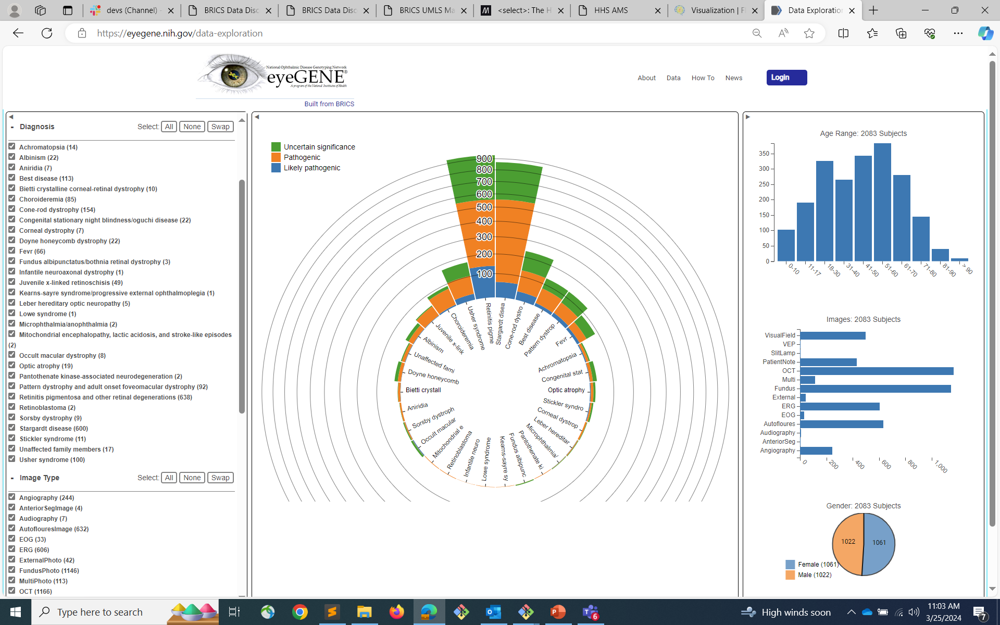 devs (Channel) -
BRICS Data Disc
BRICS Data Disc
BRICS UMLS Ma
<select>: The H
HHS AMS
Visualization | F
Data Exploration
https://eyegene.nih.gov/data-exploration
National Ophthalmic Disease Genotyping Network
eyeGENE®
A program of the National Institutes of Health
Built from BRICS
About
Data
How To
News
Login
- Diagnosis
Select: All None Swap
Achromatopsia (14)
Albinism (22)
Aniridia (7)
Best disease (113)
Bietti crystalline corneal-retinal dystrophy (10)
Choroideremia (85)
Cone-rod dystrophy (154)
Congenital stationary night blindness/oguchi disease (22)
Corneal dystrophy (7)
Doyne honeycomb dystrophy (22)
Fevr (66)
Fundus albipunctatus/bothnia retinal dystrophy (3)
Infantile neuroaxonal dystrophy (1)
Juvenile x-linked retinoschisis (49)
Kearns-sayre syndrome/progressive external ophthalmoplegia (1)
Leber hereditary optic neuropathy (5)
Lowe syndrome (1)
Microphthalmia/anophthalmia (2)
Mitochondrial encephalopathy, lactic acidosis, and stroke-like episodes
(2)
Occult macular dystrophy (8)
Optic atrophy (19)
Pantothenate kinase-associated neurodegeneration (2)
Pattern dystrophy and adult onset foveomacular dystrophy (92)
Retinitis pigmentosa and other retinal degenerations (638)
Retinoblastoma (2)
Sorsby dystrophy (9)
Stargardt disease (600)
Stickler syndrome (11)
Unaffected family members (17)
Usher syndrome (100)
- Image Type
Select: All None Swap
Angiography (244)
AnteriorSegImage (4)
Audiography (7)
AutoflouresImage (632)
EOG (33)
ERG (606)
ExternalPhoto (42)
FundusPhoto (1146)
MultiPhoto (113)
OCT (1166)
Uncertain significance
Pathogenic
Likely pathogenic
900
800
700
600
500
400
300
200
100
Stargardt disea
Cone-rod dystro
Best disease
Pattern dystrop
Fevr
Achromatopsia
Congenital stat
Optic atrophy
Stickler syndro
Corneal dystrop
Leber hereditar
Microphthalmia/
Pantothenate ki
Fundus albipunc
Kearns-sayre sy
Lowe syndrome
Infantile neuro
Retinoblastoma
Mitochondrial e
Occult macular
Sorsby dystroph
Aniridia
Bietti crystall
Doyne honeycomb
Unaffected fami
Albinism
Juvenile x-link
Choroideremia
Usher syndrome
Retinitis pigme
Age Range: 2083 Subjects
350
300
250
200
150
100
50
0
0-10
11-17
18-30
31-40
41-50
51-60
61-70
71-80
81-90
> 90
Images: 2083 Subjects
VisualField
VEP
SlitLamp
PatientNote
OCT
Multi
Fundus
External
ERG
EOG
Autofloures
Audiography
AnteriorSeg
Angiography
0
200
400
600
800
1,000
Gender: 2083 Subjects
1022
1061
Female (1061)
Male (1022)
Type here to search
6
High winds soon
11:03 AM
3/25/2024
7